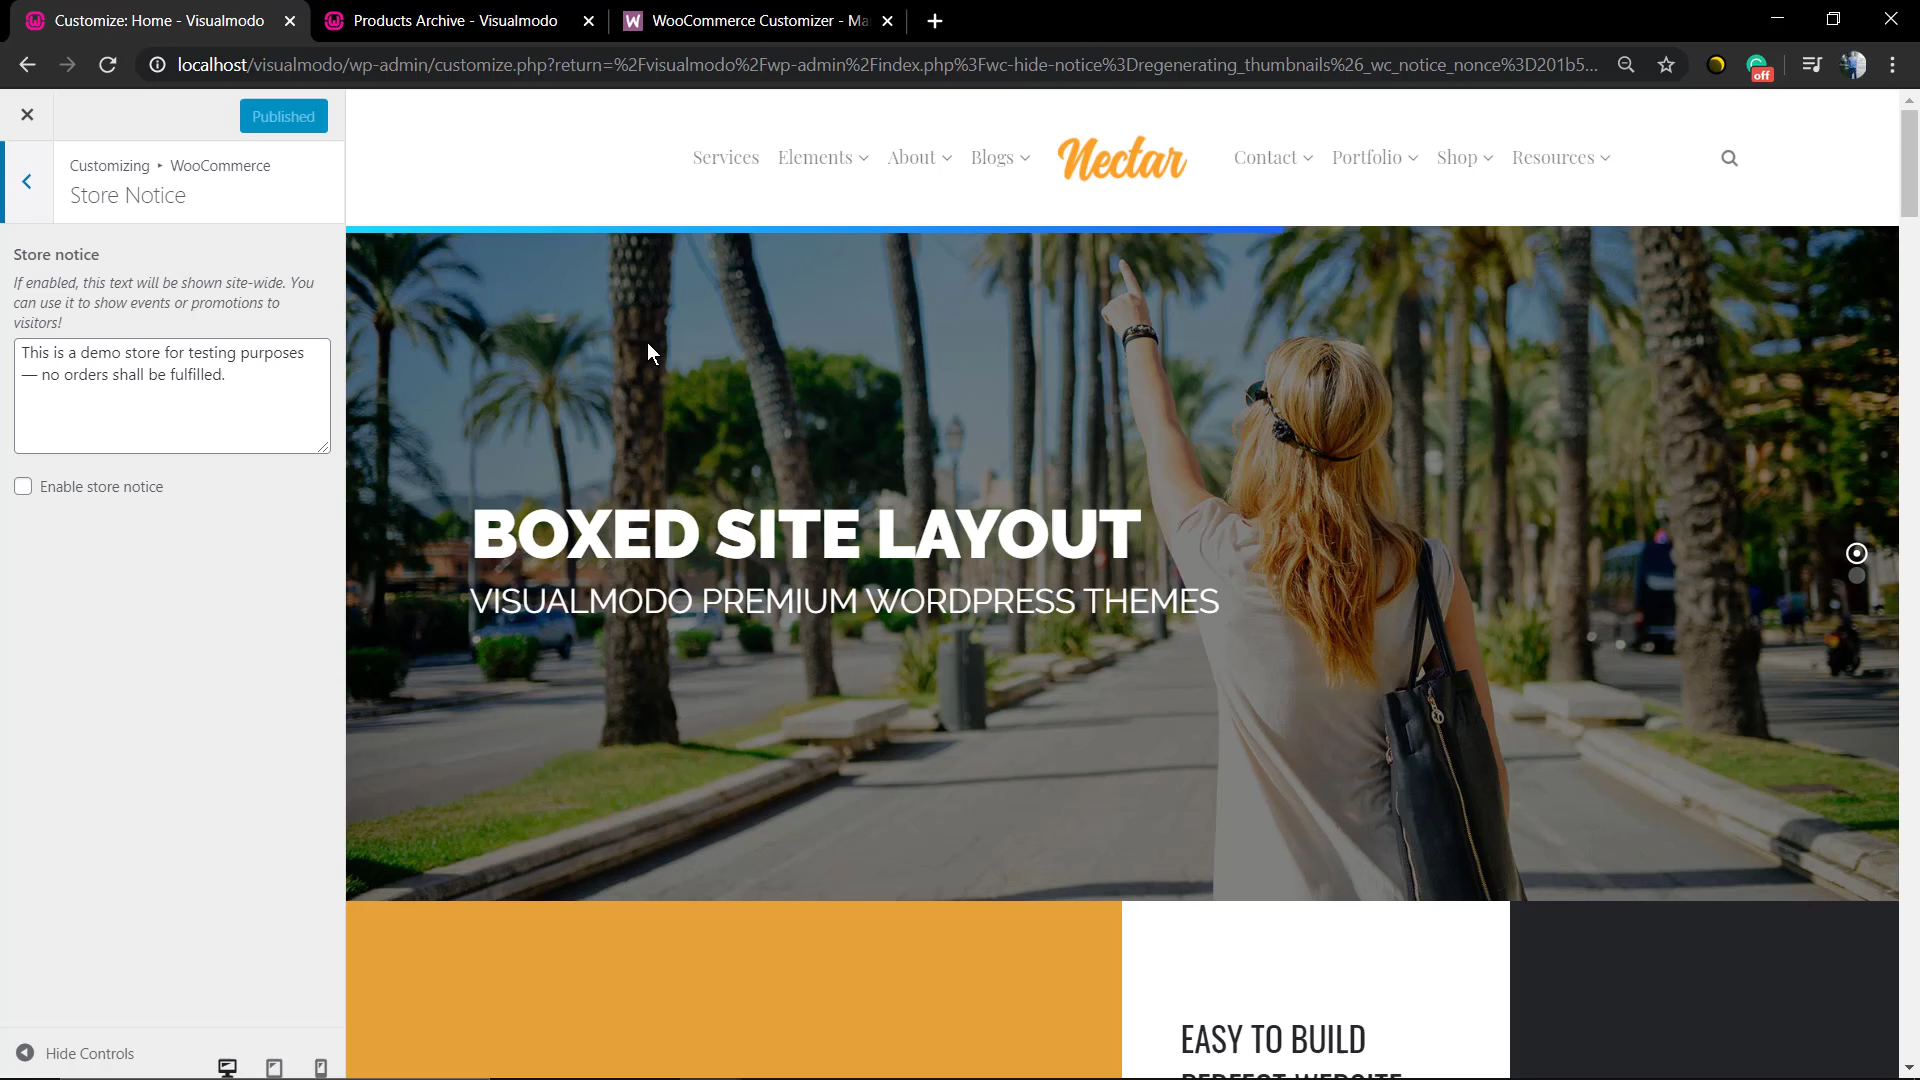 Customize: Home - Visualmodo
Products Archive - Visualmodo
WooCommerce Customizer - Ma
localhost/visualmodo/wp-admin/customize.php?return=%2Fvisualmodo%2Fwp-admin%2Findex.php%3Fwc-hide-notice%3Dregenerating_thumbnails%26_wc_notice_nonce%3D201b5...
off
Published
Customizing ▸ WooCommerce
Store Notice
Services Elements About Blogs Nectar Contact Portfolio Shop Resources
Store notice
If enabled, this text will be shown site-wide. You
can use it to show events or promotions to
visitors!
This is a demo store for testing purposes
— no orders shall be fulfilled.
Enable store notice
BOXED SITE LAYOUT
VISUALMODO PREMIUM WORDPRESS THEMES
EASY TO BUILD
PERFECT WEBSITE
Hide Controls